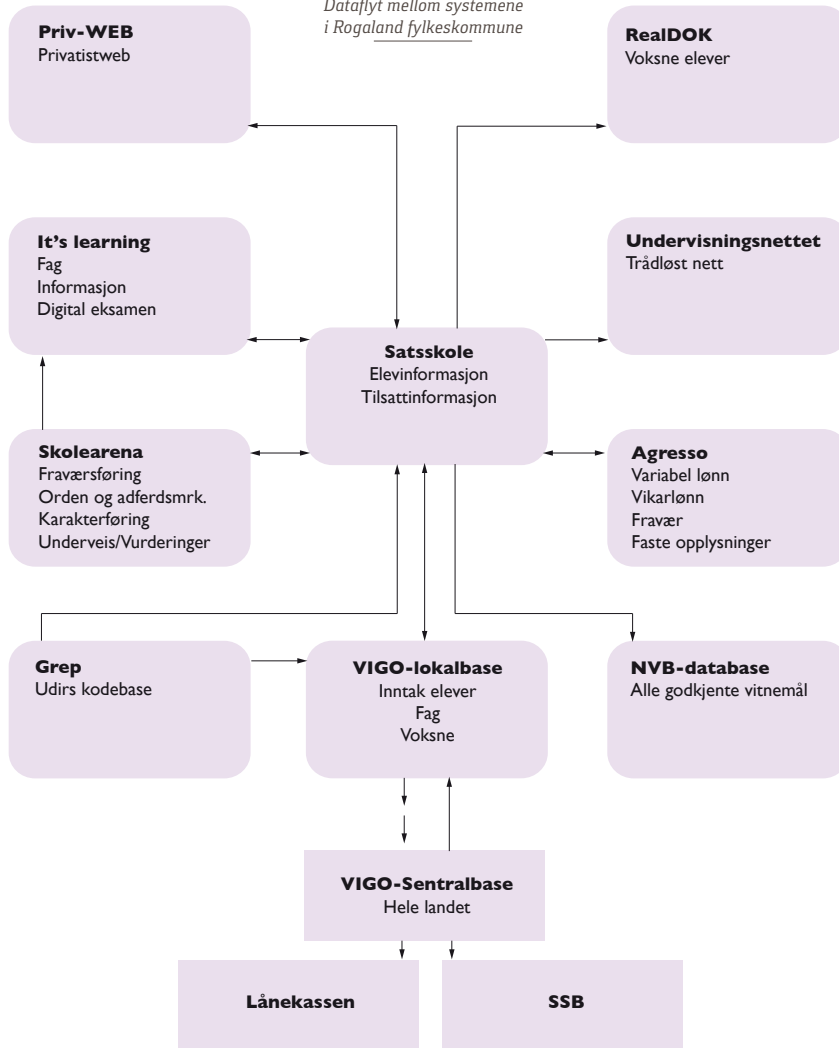 Dataflyt mellom systemene
i Rogaland fylkeskommune
Priv-WEB
Privatistweb
RealDOK
Voksne elever
It's learning
Fag
Informasjon
Digital eksamen
Undervisningsnettet
Trådløst nett
Satsskole
Elevinformasjon
Tilsattinformasjon
Skolearena
Fraværsføring
Orden og adferdsmrk.
Karakterføring
Underveis/Vurderinger
Agresso
Variabel lønn
Vikarlønn
Fravær
Faste opplysninger
Grep
Udirs kodebase
VIGO-lokalbase
Inntak elever
Fag
Voksne
NVB-database
Alle godkjente vitnemål
VIGO-Sentralbase
Hele landet
Lånekassen
SSB